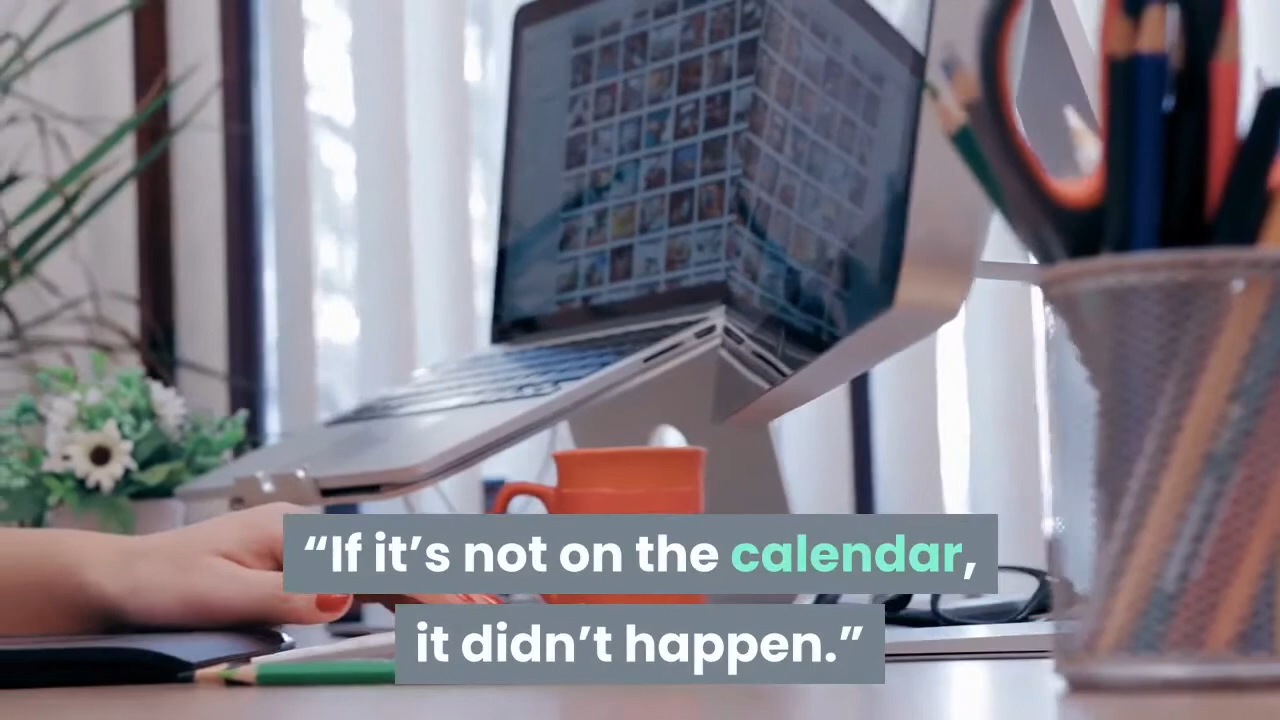 “If it’s not on the calendar,
it didn’t happen.”